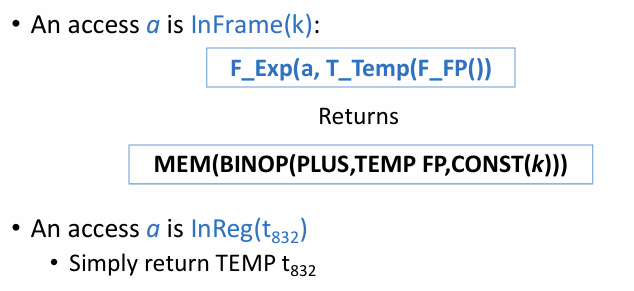 • An access a is InFrame(k):
F_Exp(a, T_Temp(F_FP())
Returns
MEM(BINOP(PLUS,TEMP FP,CONST(k)))
• An access a is InReg(t₈₃₂)
• Simply return TEMP t₈₃₂